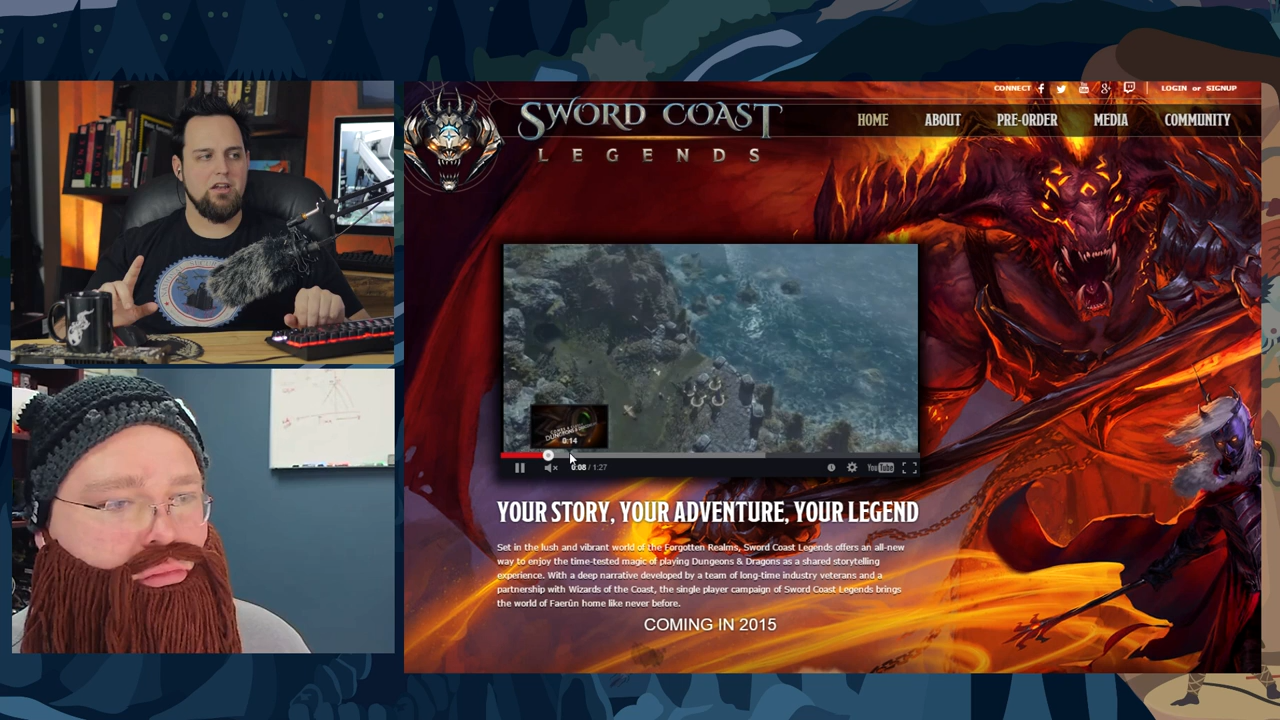 CONNECT
LOGIN or SIGNUP
SWORD COAST
LEGENDS
HOME ABOUT PRE-ORDER MEDIA COMMUNITY
0:14
0:08 / 1:27
YouTube
YOUR STORY, YOUR ADVENTURE, YOUR LEGEND
Set in the lush and vibrant world of the Forgotten Realms, Sword Coast Legends offers an all-new
way to enjoy the time-tested magic of playing Dungeons & Dragons as a shared storytelling
experience. With a deep narrative developed by a team of long-time industry veterans and a
partnership with Wizards of the Coast, the single player campaign of Sword Coast Legends brings
the world of Faerûn home like never before.
COMING IN 2015